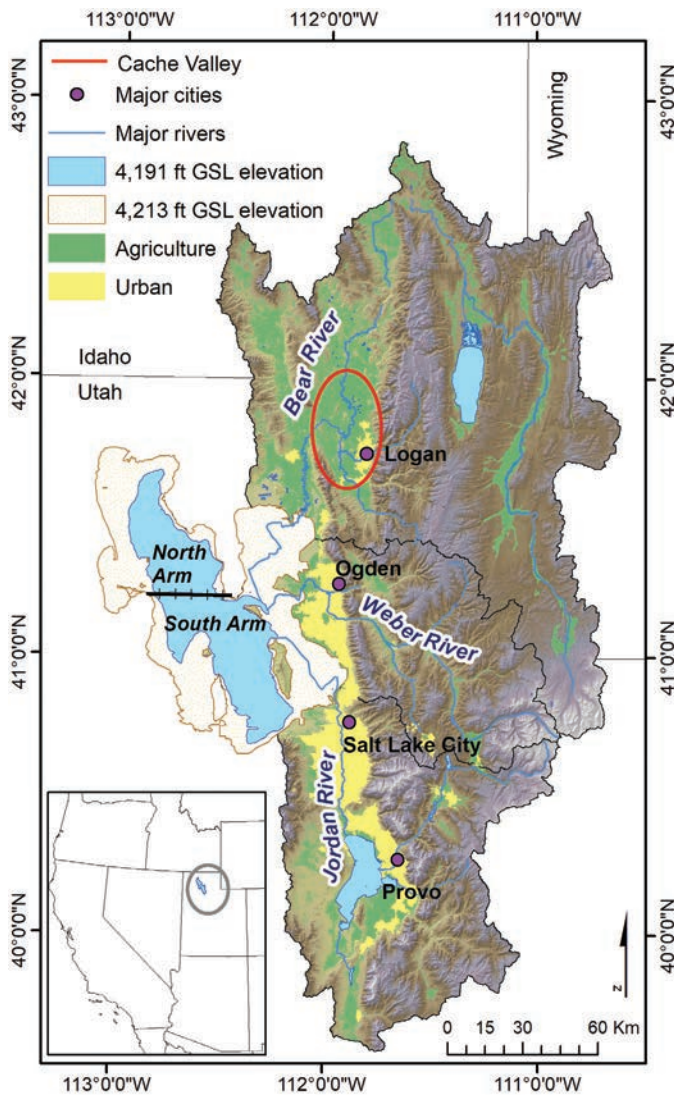 113°0'0"W 112°0'0"W 111°0'0"W
Cache Valley
Major cities
Major rivers
4,191 ft GSL elevation
4,213 ft GSL elevation
Agriculture
Urban
Wyoming
43°0'0"N
43°0'0"N
42°0'0"N
42°0'0"N
41°0'0"N
41°0'0"N
40°0'0"N
40°0'0"N
Idaho
Utah
Bear River
Logan
North
Arm
South Arm
Ogden
Weber River
Salt Lake City
Jordan River
Provo
N
0 15 30 60 Km
113°0'0"W 112°0'0"W 111°0'0"W